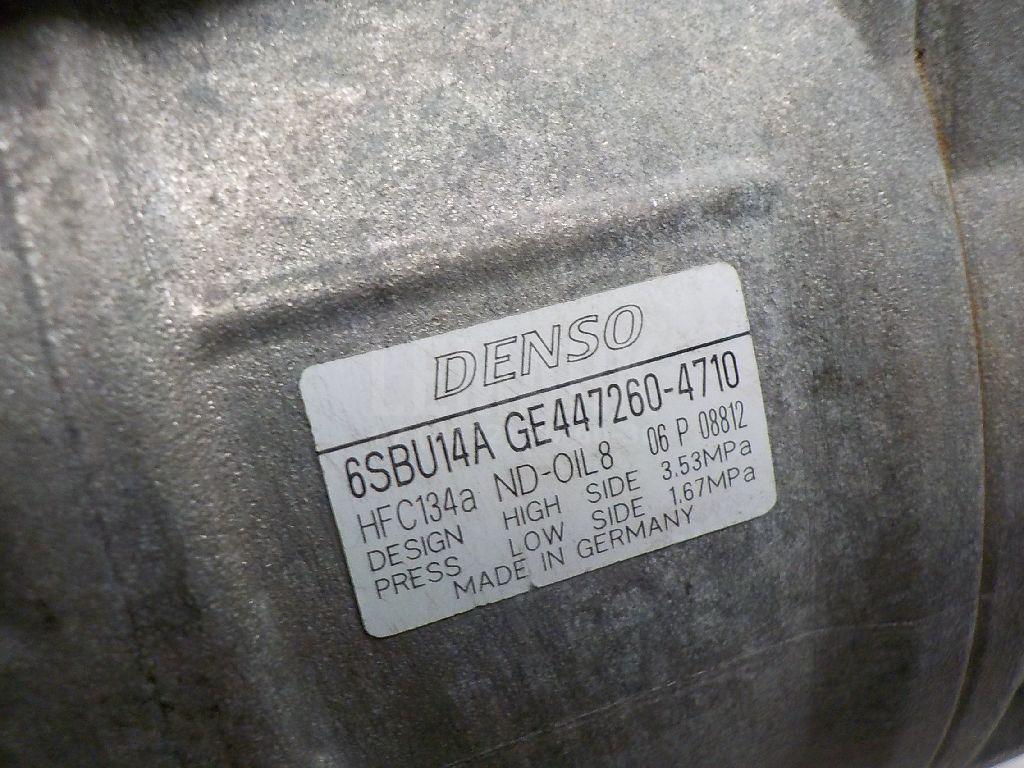 DENSO
6SBU14A GE447260-4710
HFC134a ND-OIL8 06 P 08812
DESIGN HIGH SIDE 3.53MPa
PRESS LOW SIDE 1.67MPa
MADE IN GERMANY